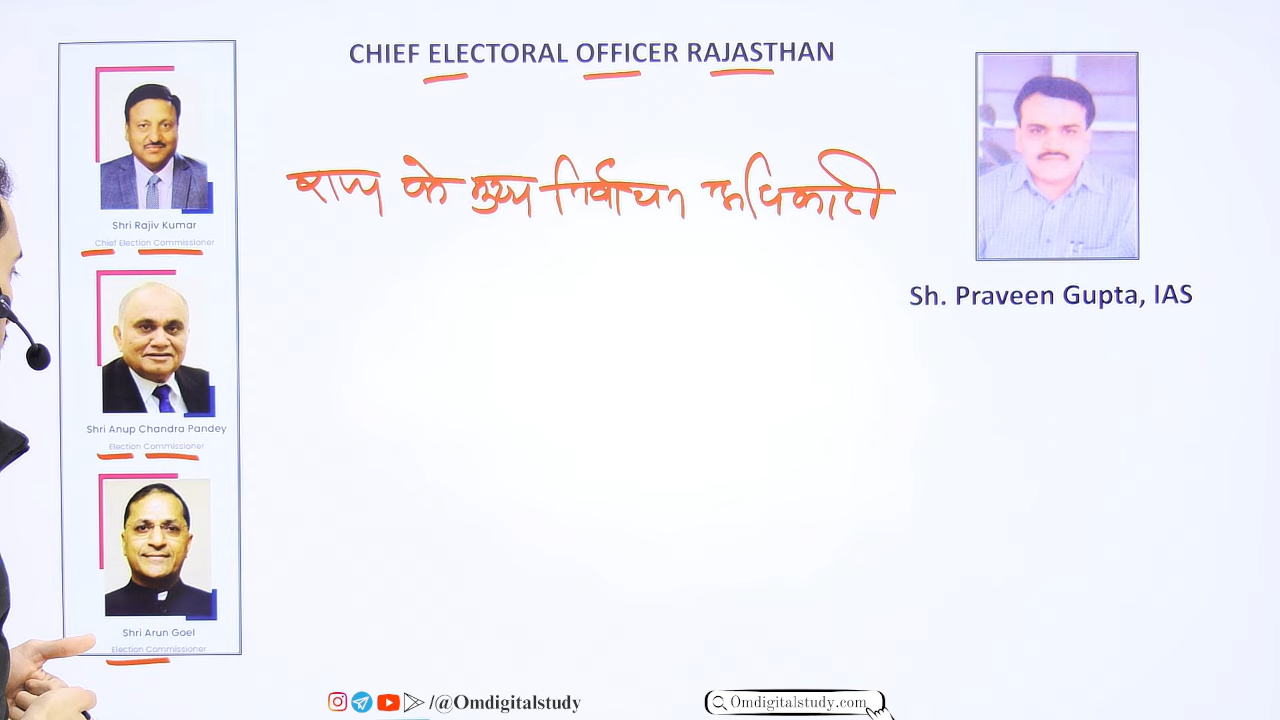 CHIEF ELECTORAL OFFICER RAJASTHAN
राज्य के मुख्य निर्वाचन अधिकारी
Shri Rajiv Kumar
Chief Election Commissioner
Shri Anup Chandra Pandey
Election Commissioner
Shri Arun Goel
Election Commissioner
Sh. Praveen Gupta, IAS
/@Omdigitalstudy
Omdigitalstudy.com